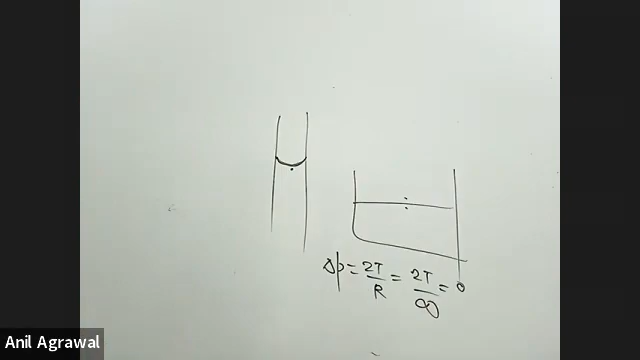 Δp = 2T/R = 2T/∞ = 0
Anil Agrawal